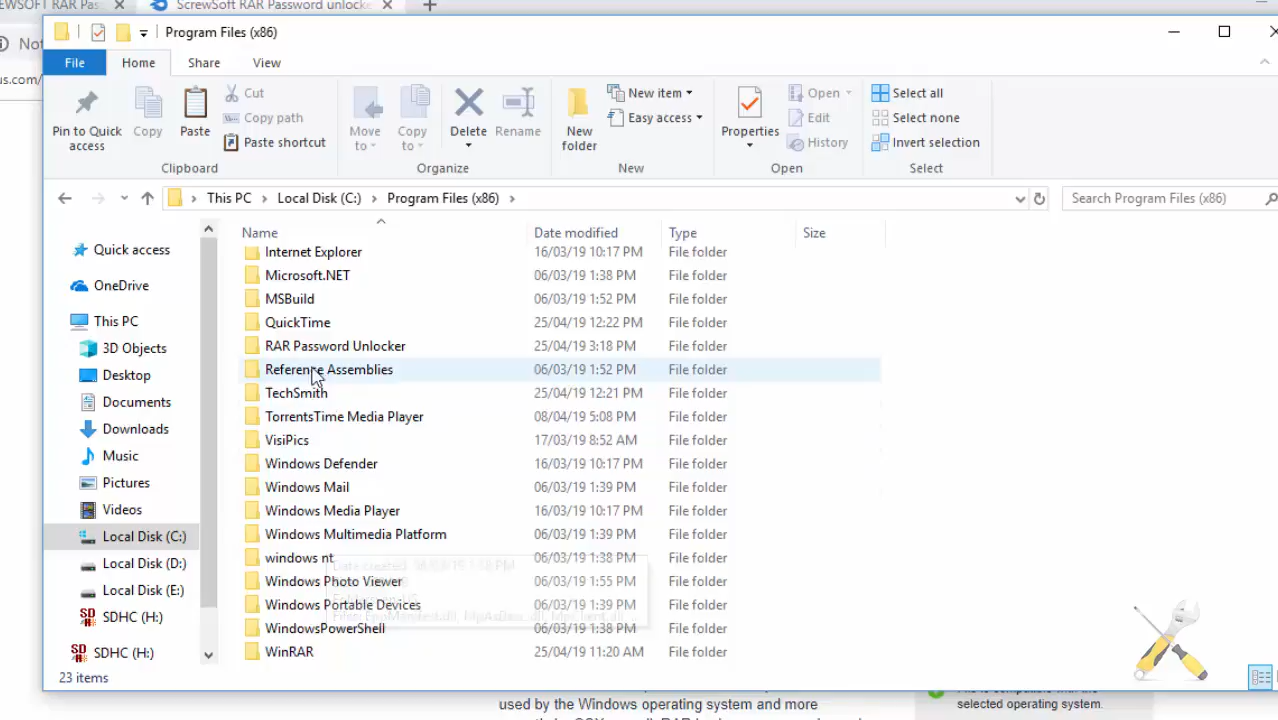 EWSOFT RAR Pas ScrewSoft RAR Password unlocke
Program Files (x86)
Not
us.com/
File Home Share View
Pin to Quick access
Copy
Paste
Cut
Copy path
Paste shortcut
Clipboard
Move to
Copy to
Delete
Rename
Organize
New folder
New item
Easy access
New
Properties
Open
Edit
History
Open
Select all
Select none
Invert selection
Select
This PC Local Disk (C:) Program Files (x86)
Search Program Files (x86)
Quick access
OneDrive
This PC
3D Objects
Desktop
Documents
Downloads
Music
Pictures
Videos
Local Disk (C:)
Local Disk (D:)
Local Disk (E:)
SDHC (H:)
SDHC (H:)
Name Date modified Type Size
Internet Explorer 16/03/19 10:17 PM File folder
Microsoft.NET 06/03/19 1:38 PM File folder
MSBuild 06/03/19 1:52 PM File folder
QuickTime 25/04/19 12:22 PM File folder
RAR Password Unlocker 25/04/19 3:18 PM File folder
Reference Assemblies 06/03/19 1:52 PM File folder
TechSmith 25/04/19 12:21 PM File folder
TorrentsTime Media Player 08/04/19 5:08 PM File folder
VisiPics 17/03/19 8:52 AM File folder
Windows Defender 16/03/19 10:17 PM File folder
Windows Mail 06/03/19 1:39 PM File folder
Windows Media Player 16/03/19 10:17 PM File folder
Windows Multimedia Platform 06/03/19 1:39 PM File folder
windows nt 06/03/19 1:38 PM File folder
Windows Photo Viewer 06/03/19 1:55 PM File folder
Windows Portable Devices 06/03/19 1:39 PM File folder
WindowsPowerShell 06/03/19 1:38 PM File folder
WinRAR 25/04/19 11:20 AM File folder
23 items
used by the Windows operating system and more
selected operating system.